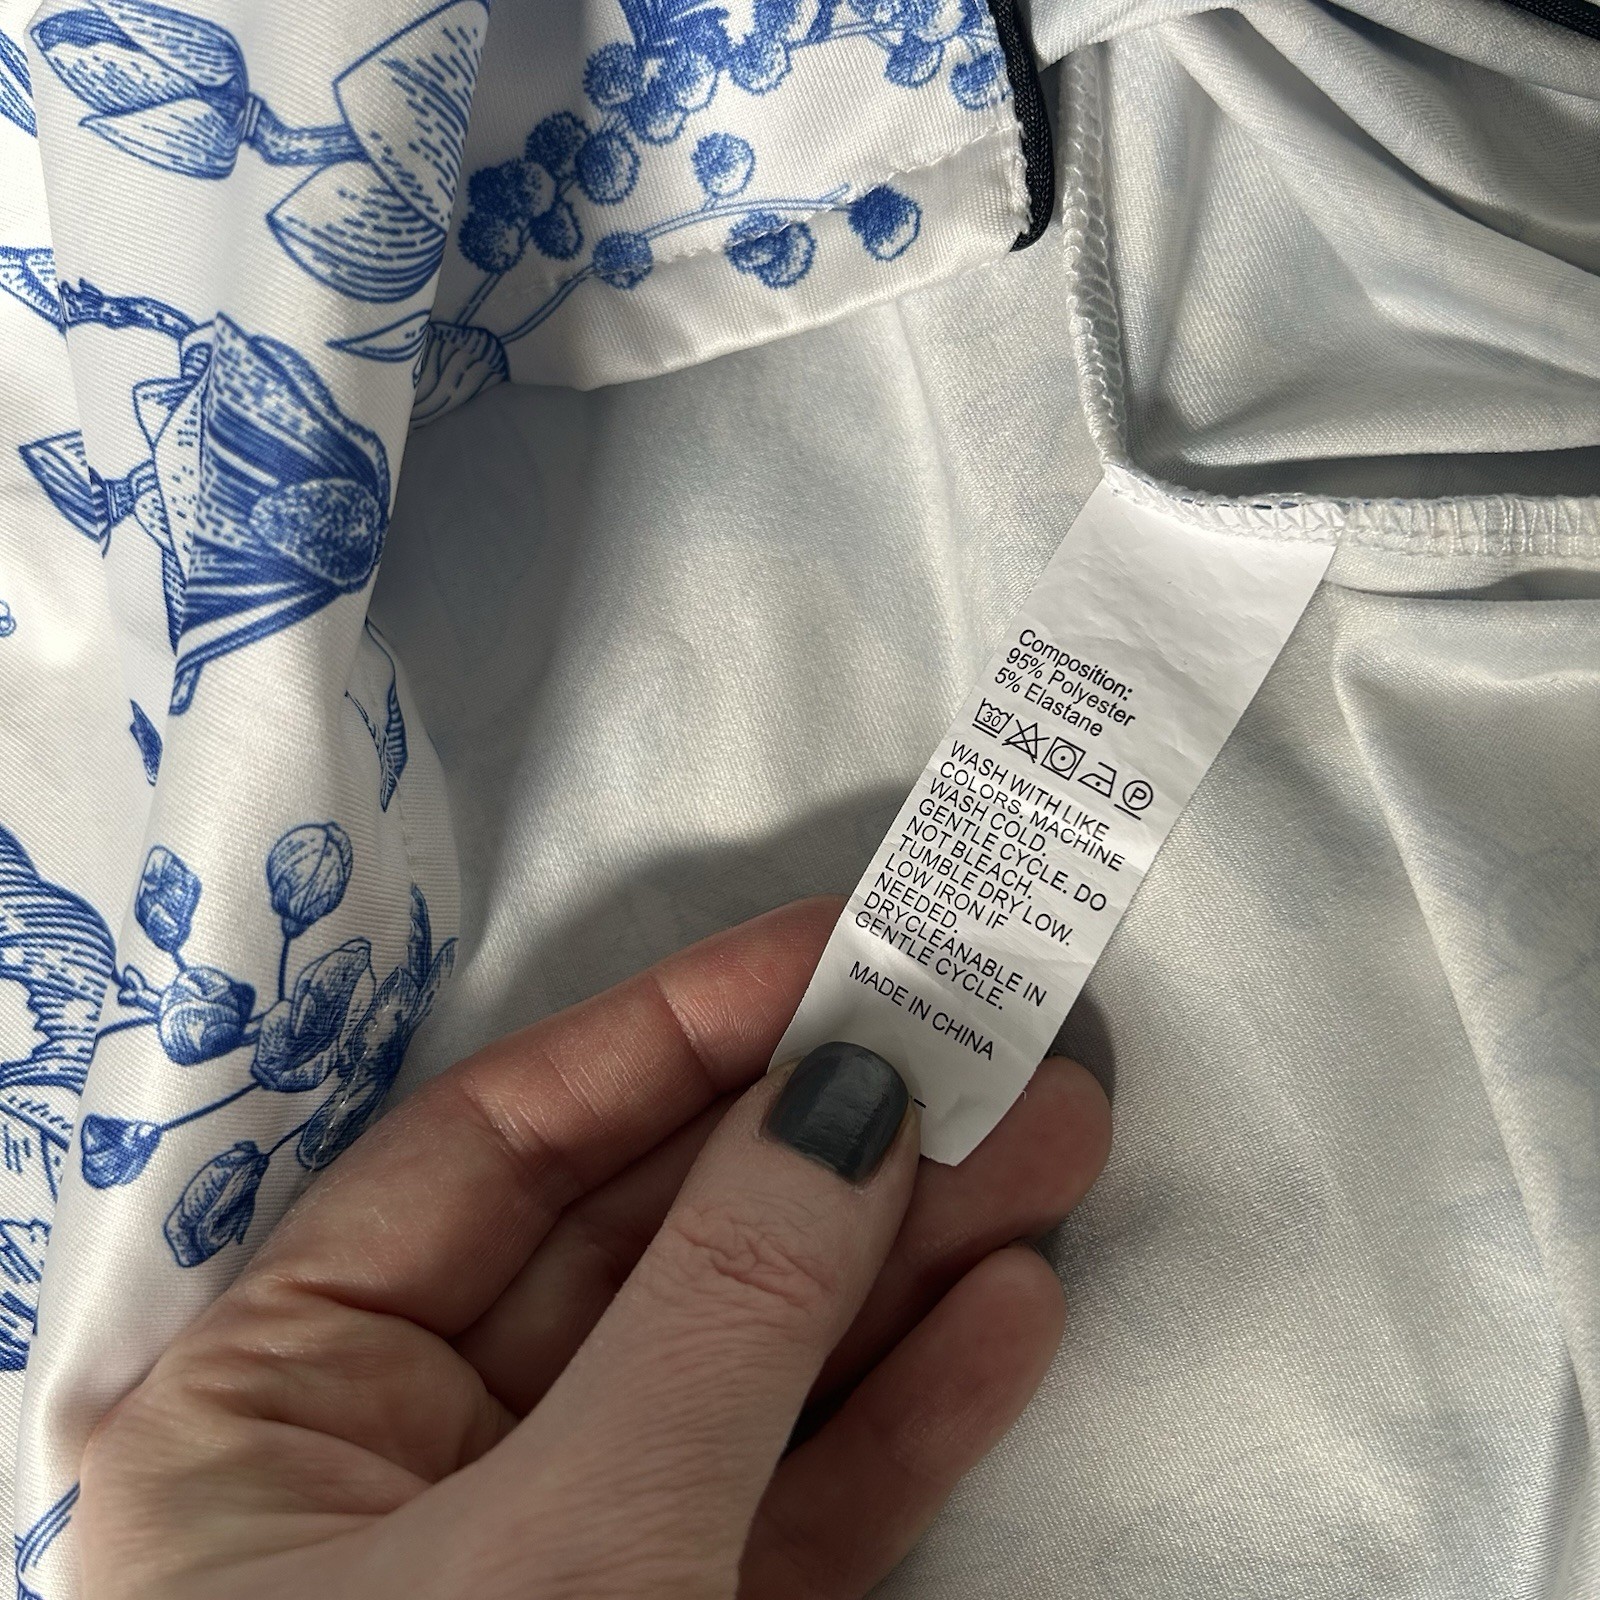 Composition:
95% Polyester
5% Elastane
30
P
WASH WITH LIKE
COLORS. MACHINE
WASH COLD.
GENTLE CYCLE. DO
NOT BLEACH.
TUMBLE DRY LOW.
LOW IRON IF
NEEDED.
DRYCLEANABLE IN
GENTLE CYCLE.
MADE IN CHINA